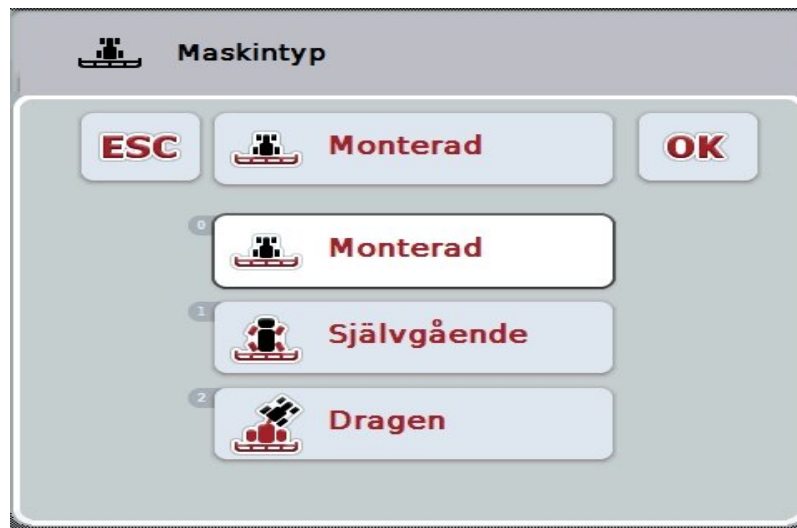 Maskintyp
ESC
Monterad
OK
0
Monterad
1
Självgående
2
Dragen